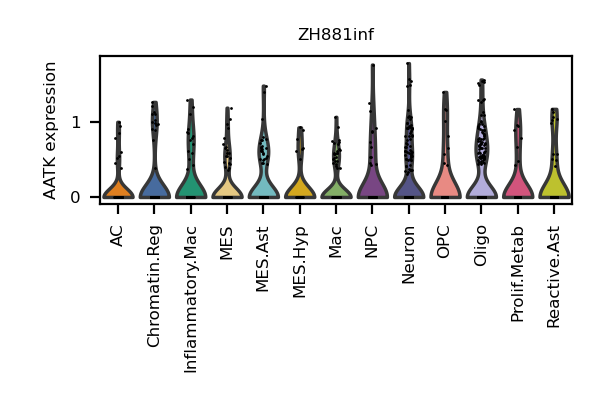 ZH881inf
AATK expression
1
0
AC
Chromatin.Reg
Inflammatory.Mac
MES
MES.Ast
MES.Hyp
Mac
NPC
Neuron
OPC
Oligo
Prolif.Metab
Reactive.Ast